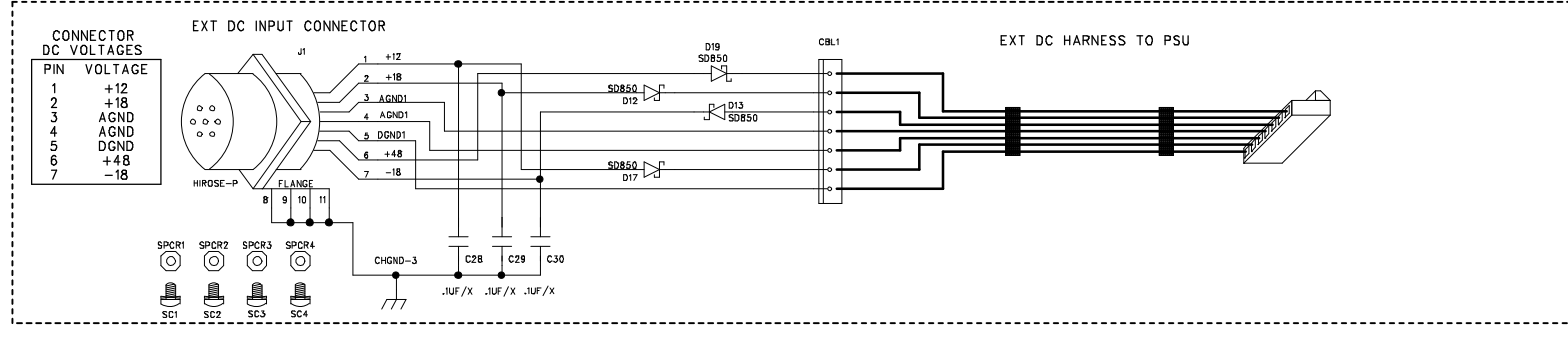 EXT DC INPUT CONNECTOR
CONNECTOR
DC VOLTAGES
PIN VOLTAGE
1 +12
2 +18
3 AGND
4 AGND
5 DGND
6 +48
7 -18
J1
HIROSE-P
FLANGE
8 9 10 11
1 +12
2 +18
3 AGND1
4 AGND1
5 DGND1
6 +48
7 -18
D19
SD850
SD850
D12
D13
SD850
SD850
D17
CBL1
EXT DC HARNESS TO PSU
CHGND-3
C28 C29 C30
.1UF/X .1UF/X .1UF/X
SPCR1 SPCR2 SPCR3 SPCR4
SC1 SC2 SC3 SC4